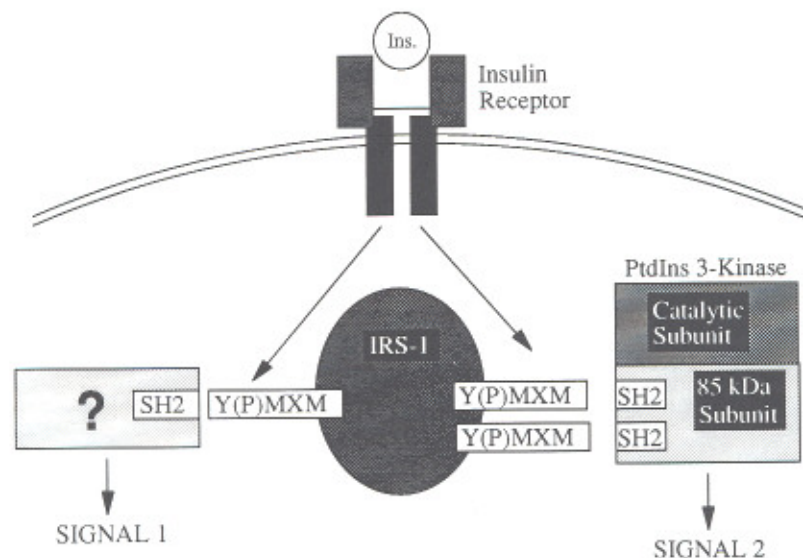 Ins.
Insulin
Receptor
PtdIns 3-Kinase
Catalytic
Subunit
IRS-1
?
SH2
Y(P)MXM
Y(P)MXM
SH2
85 kDa
Subunit
Y(P)MXM
SH2
SIGNAL 1
SIGNAL 2